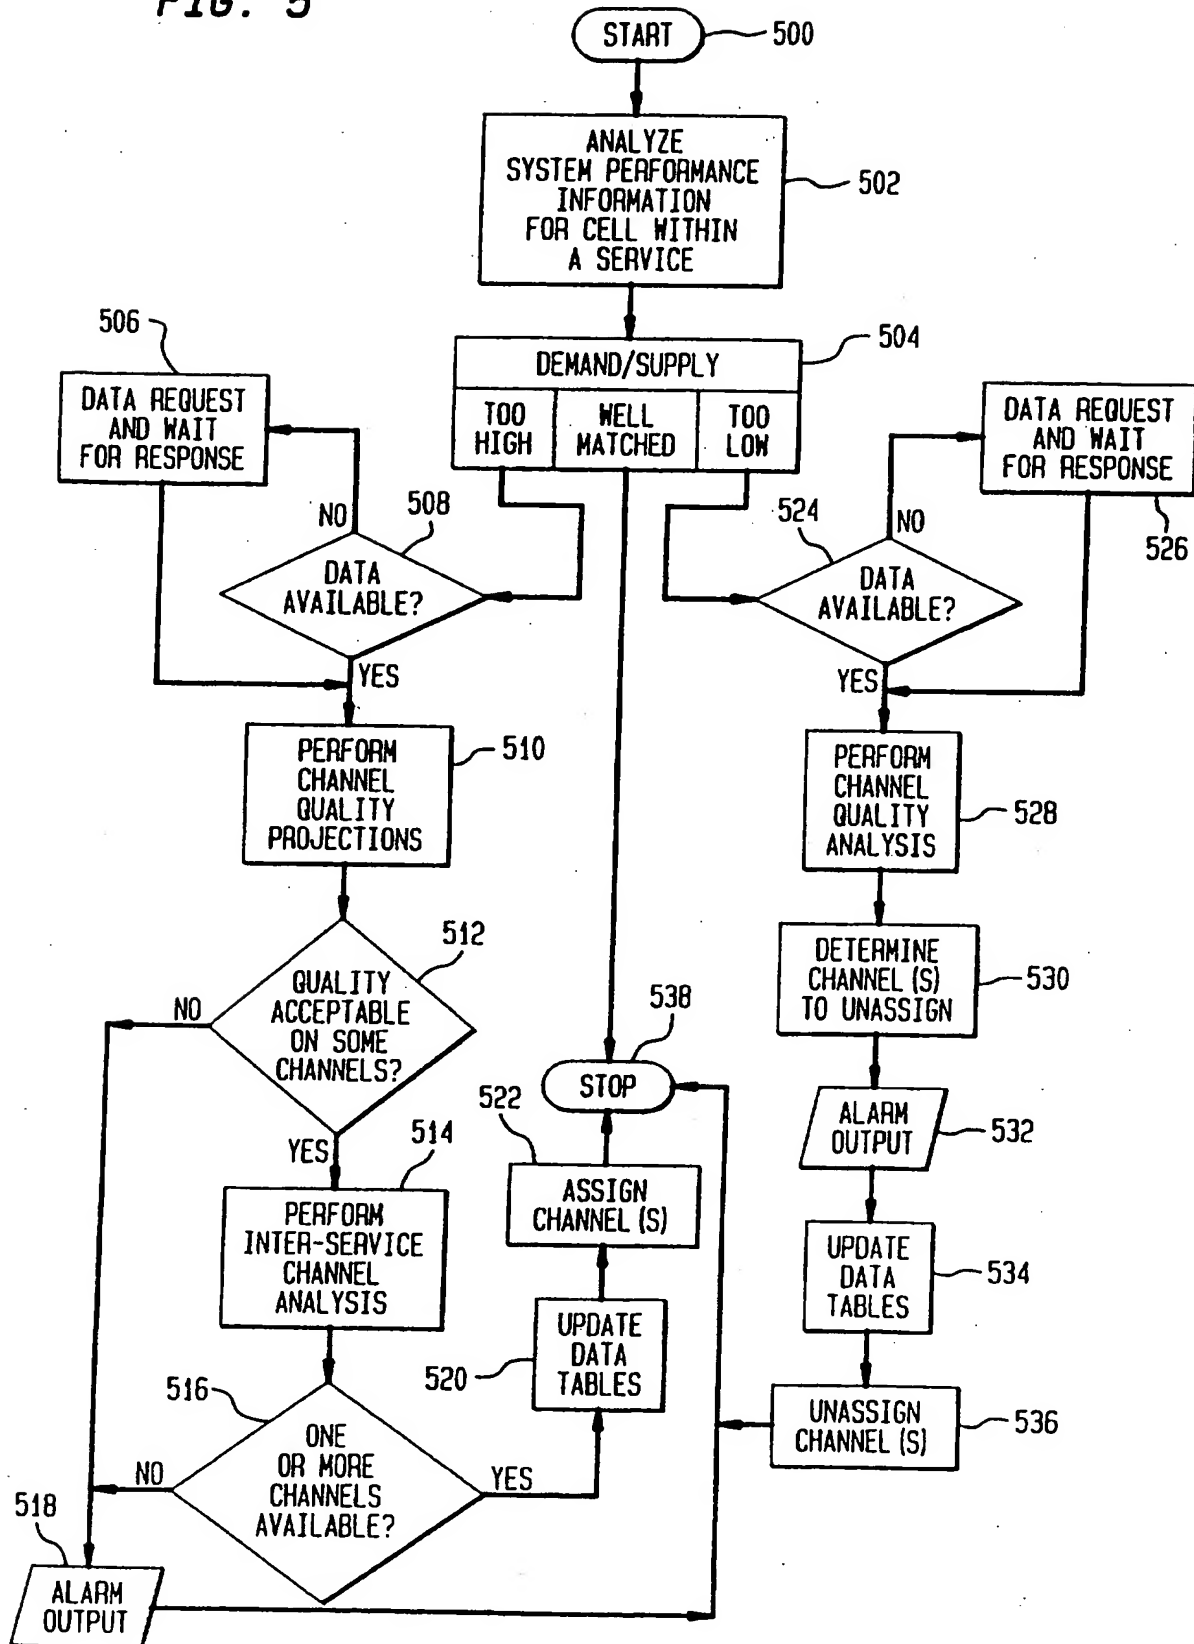 FIG. 5
START
500
ANALYZE
SYSTEM PERFORMANCE
INFORMATION
FOR CELL WITHIN
A SERVICE
502
DEMAND/SUPPLY
504
TOO
HIGH
WELL
MATCHED
TOO
LOW
506
DATA REQUEST
AND WAIT
FOR RESPONSE
NO
508
DATA
AVAILABLE?
YES
DATA REQUEST
AND WAIT
FOR RESPONSE
526
NO
524
DATA
AVAILABLE?
YES
PERFORM
CHANNEL
QUALITY
PROJECTIONS
510
PERFORM
CHANNEL
QUALITY
ANALYSIS
528
512
QUALITY
ACCEPTABLE
ON SOME
CHANNELS?
NO
YES
DETERMINE
CHANNEL(S)
TO UNASSIGN
530
538
STOP
ALARM
OUTPUT
532
514
PERFORM
INTER-SERVICE
CHANNEL
ANALYSIS
522
ASSIGN
CHANNEL(S)
UPDATE
DATA
TABLES
534
UPDATE
DATA
TABLES
520
516
ONE
OR MORE
CHANNELS
AVAILABLE?
NO
YES
UNASSIGN
CHANNEL(S)
536
518
ALARM
OUTPUT